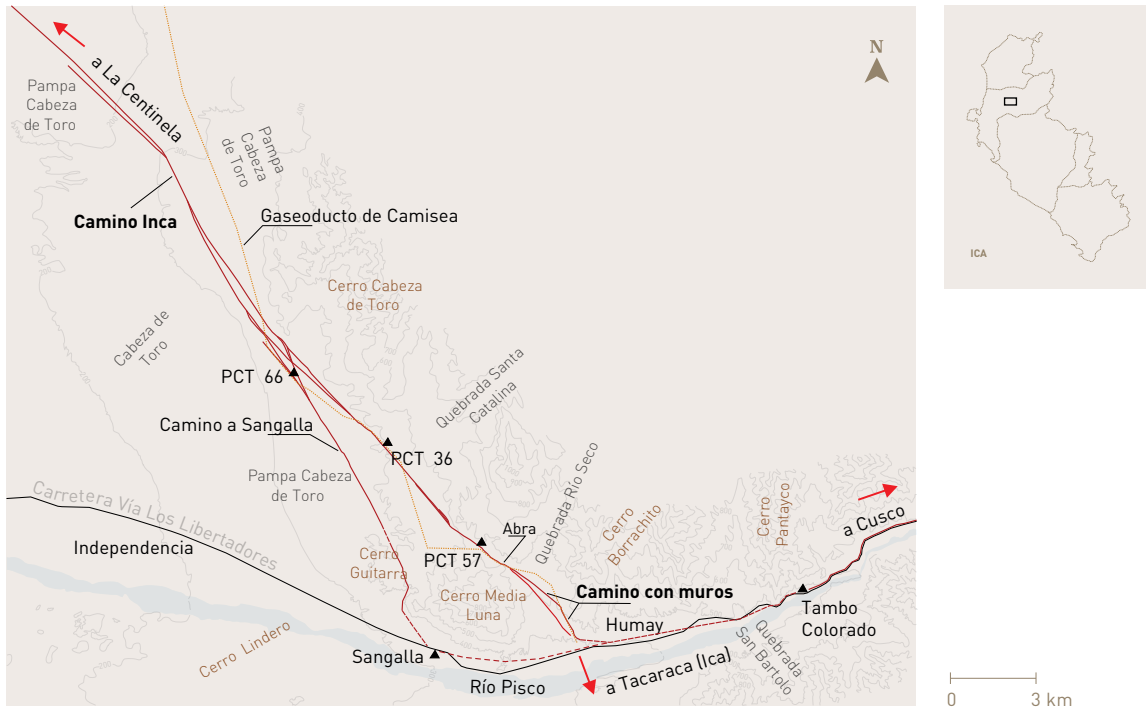 N
a La Centinela
Pampa
Cabeza
de Toro
Pampa
Cabeza
de Toro
Camino Inca
Gaseoducto de Camisea
ICA
Cerro Cabeza
de Toro
Cabeza de
Toro
PCT 66
Quebrada Santa
Catalina
Camino a Sangalla
PCT 36
Pampa Cabeza
de Toro
Quebrada Río Seco
Cerro
Borrachito
Cerro
Pantayco
a Cusco
Carretera Vía Los Libertadores
Independencia
Abra
PCT 57
Cerro
Guitarra
Cerro Media
Luna
Camino con muros
Humay
Tambo
Colorado
Quebrada
San Bartolo
Cerro Lindero
Sangalla
Río Pisco
a Tacaraca (Ica)
0 3 km